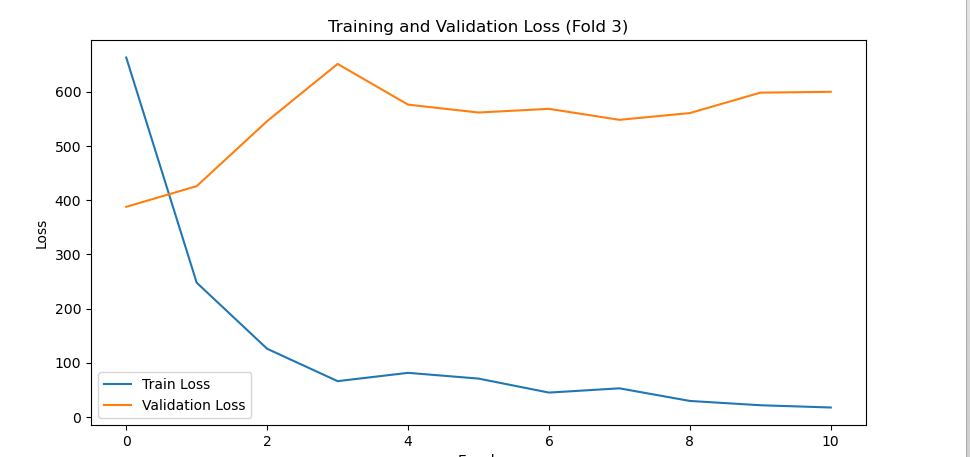 Training and Validation Loss (Fold 3)
600
500
400
300
200
100
0
Loss
Train Loss
Validation Loss
0 2 4 6 8 10